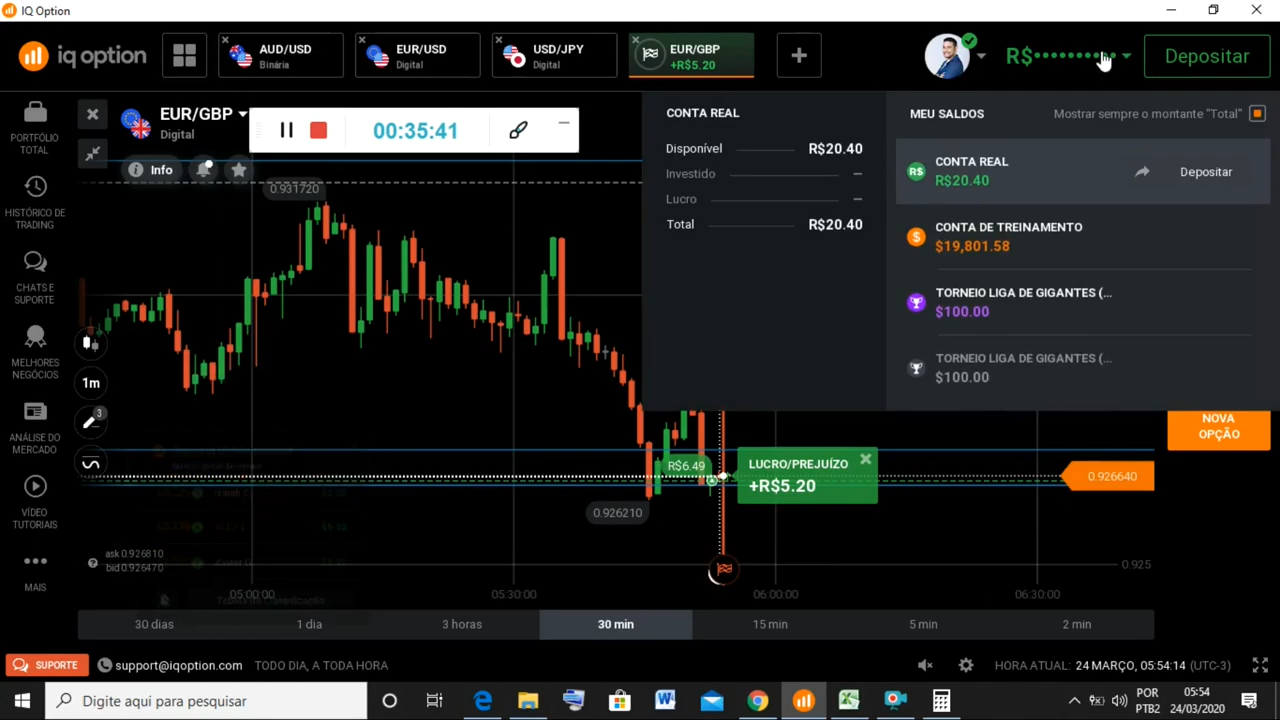 IQ Option
iq option
AUD/USD
Binária
EUR/USD
Digital
USD/JPY
Digital
EUR/GBP
+R$5.20
R$
Depositar
PORTFÓLIO
TOTAL
HISTÓRICO DE
TRADING
CHATS E
SUPORTE
MELHORES
NEGÓCIOS
ANÁLISE DO
MERCADO
VÍDEO
TUTORIAIS
MAIS
EUR/GBP
Digital
00:35:41
Info
0.931720
CONTA REAL
Disponível R$20.40
Investido –
Lucro –
Total R$20.40
MEU SALDOS
Mostrar sempre o montante "Total"
CONTA REAL
R$20.40
Depositar
CONTA DE TREINAMENTO
$19,801.58
TORNEIO LIGA DE GIGANTES (...
$100.00
TORNEIO LIGA DE GIGANTES (...
$100.00
1m
3
NOVA
OPÇÃO
R$6.49
LUCRO/PREJUÍZO
+R$5.20
0.926640
0.926210
ask 0.926810
bid 0.926470
0.925
05:00:00
05:30:00
06:00:00
06:30:00
30 dias
1 dia
3 horas
30 min
15 min
5 min
2 min
SUPORTE
support@iqoption.com
TODO DIA, A TODA HORA
HORA ATUAL: 24 MARÇO, 05:54:14 (UTC-3)
Digite aqui para pesquisar
POR
PTB2
05:54
24/03/2020